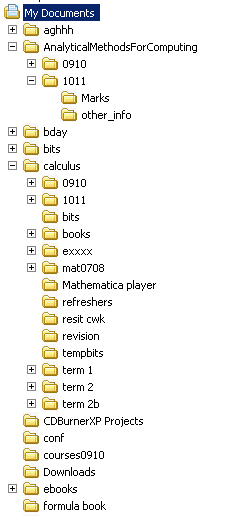 My Documents
aghhh
AnalyticalMethodsForComputing
0910
1011
Marks
other_info
bday
bits
calculus
0910
1011
bits
books
exxxx
mat0708
Mathematica player
refreshers
resit cwk
revision
tempbits
term 1
term 2
term 2b
CDBurnerXP Projects
conf
courses0910
Downloads
ebooks
formula book